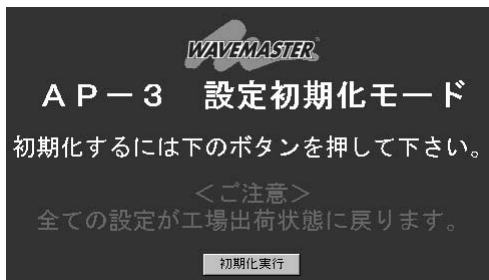 WAVEMASTER
ＡＰ－３　設定初期化モード
初期化するには下のボタンを押して下さい。
＜ご注意＞
全ての設定が工場出荷状態に戻ります。
初期化実行